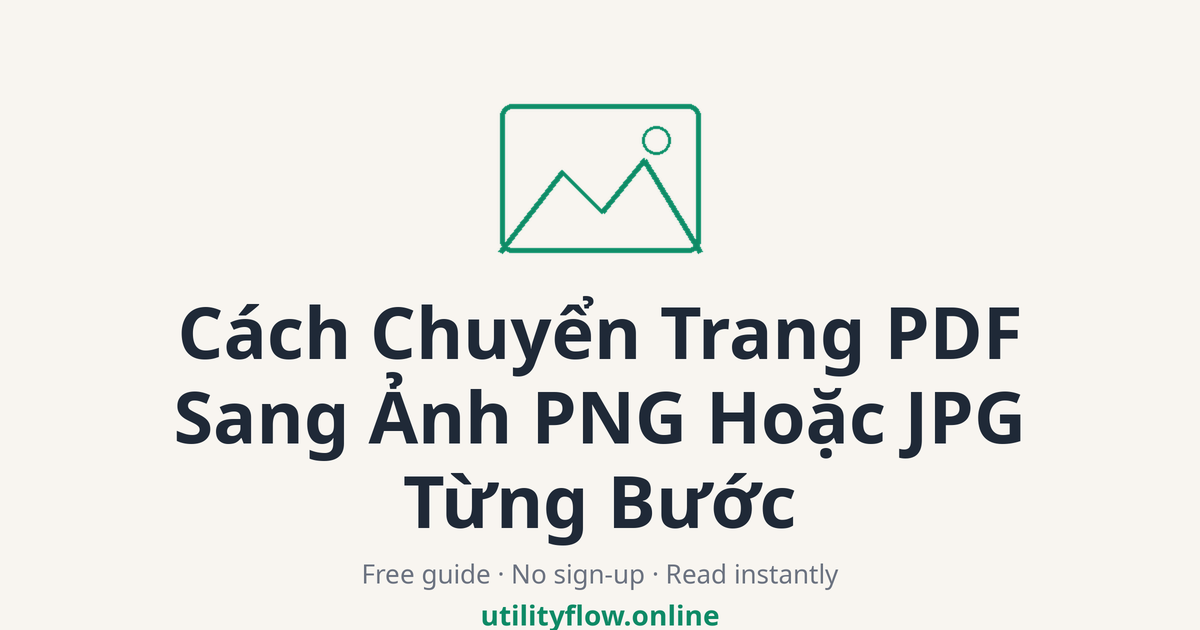 Cách Chuyển Trang PDF
Sang Ảnh PNG Hoặc JPG
Từng Bước
Free guide · No sign-up · Read instantly
utilityflow.online